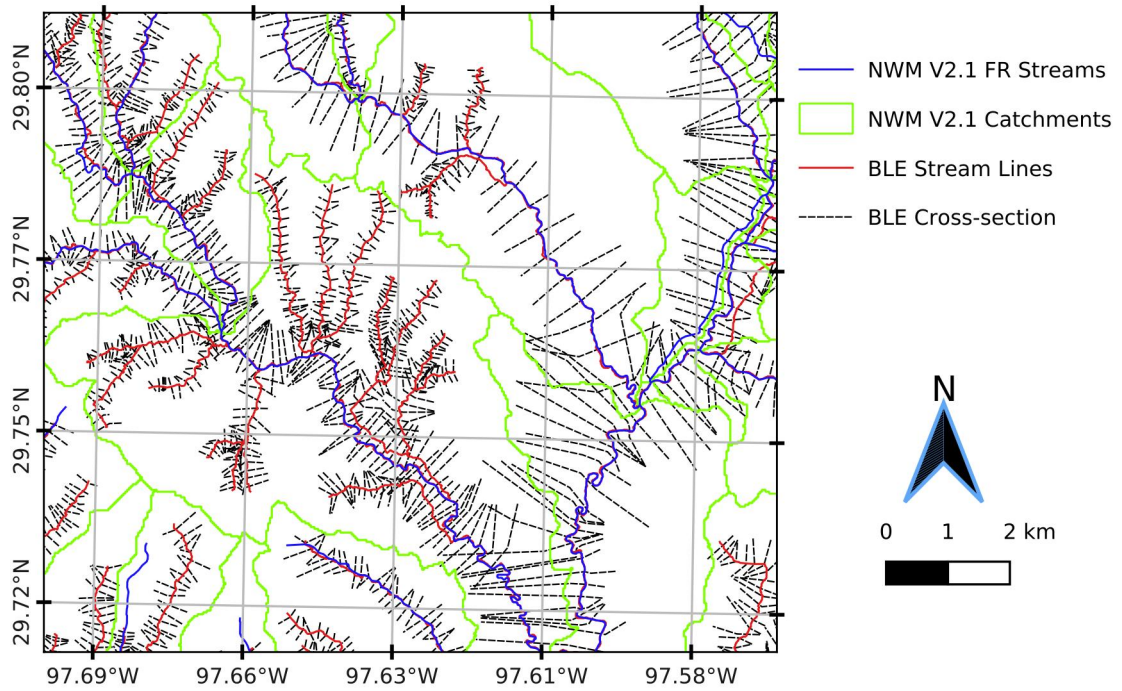 29.80°N
29.77°N
29.75°N
29.72°N
97.69°W 97.66°W 97.63°W 97.61°W 97.58°W
NWM V2.1 FR Streams
NWM V2.1 Catchments
BLE Stream Lines
BLE Cross-section
N
0 1 2 km